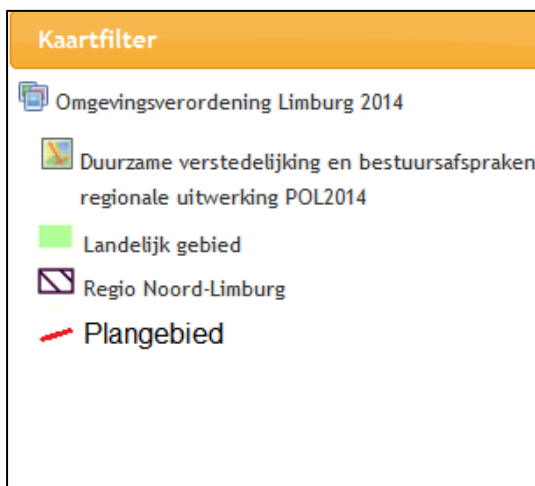 Kaartfilter
Omgevingsverordening Limburg 2014
Duurzame verstedelijking en bestuursafspraken
regionale uitwerking POL2014
Landelijk gebied
Regio Noord-Limburg
Plangebied